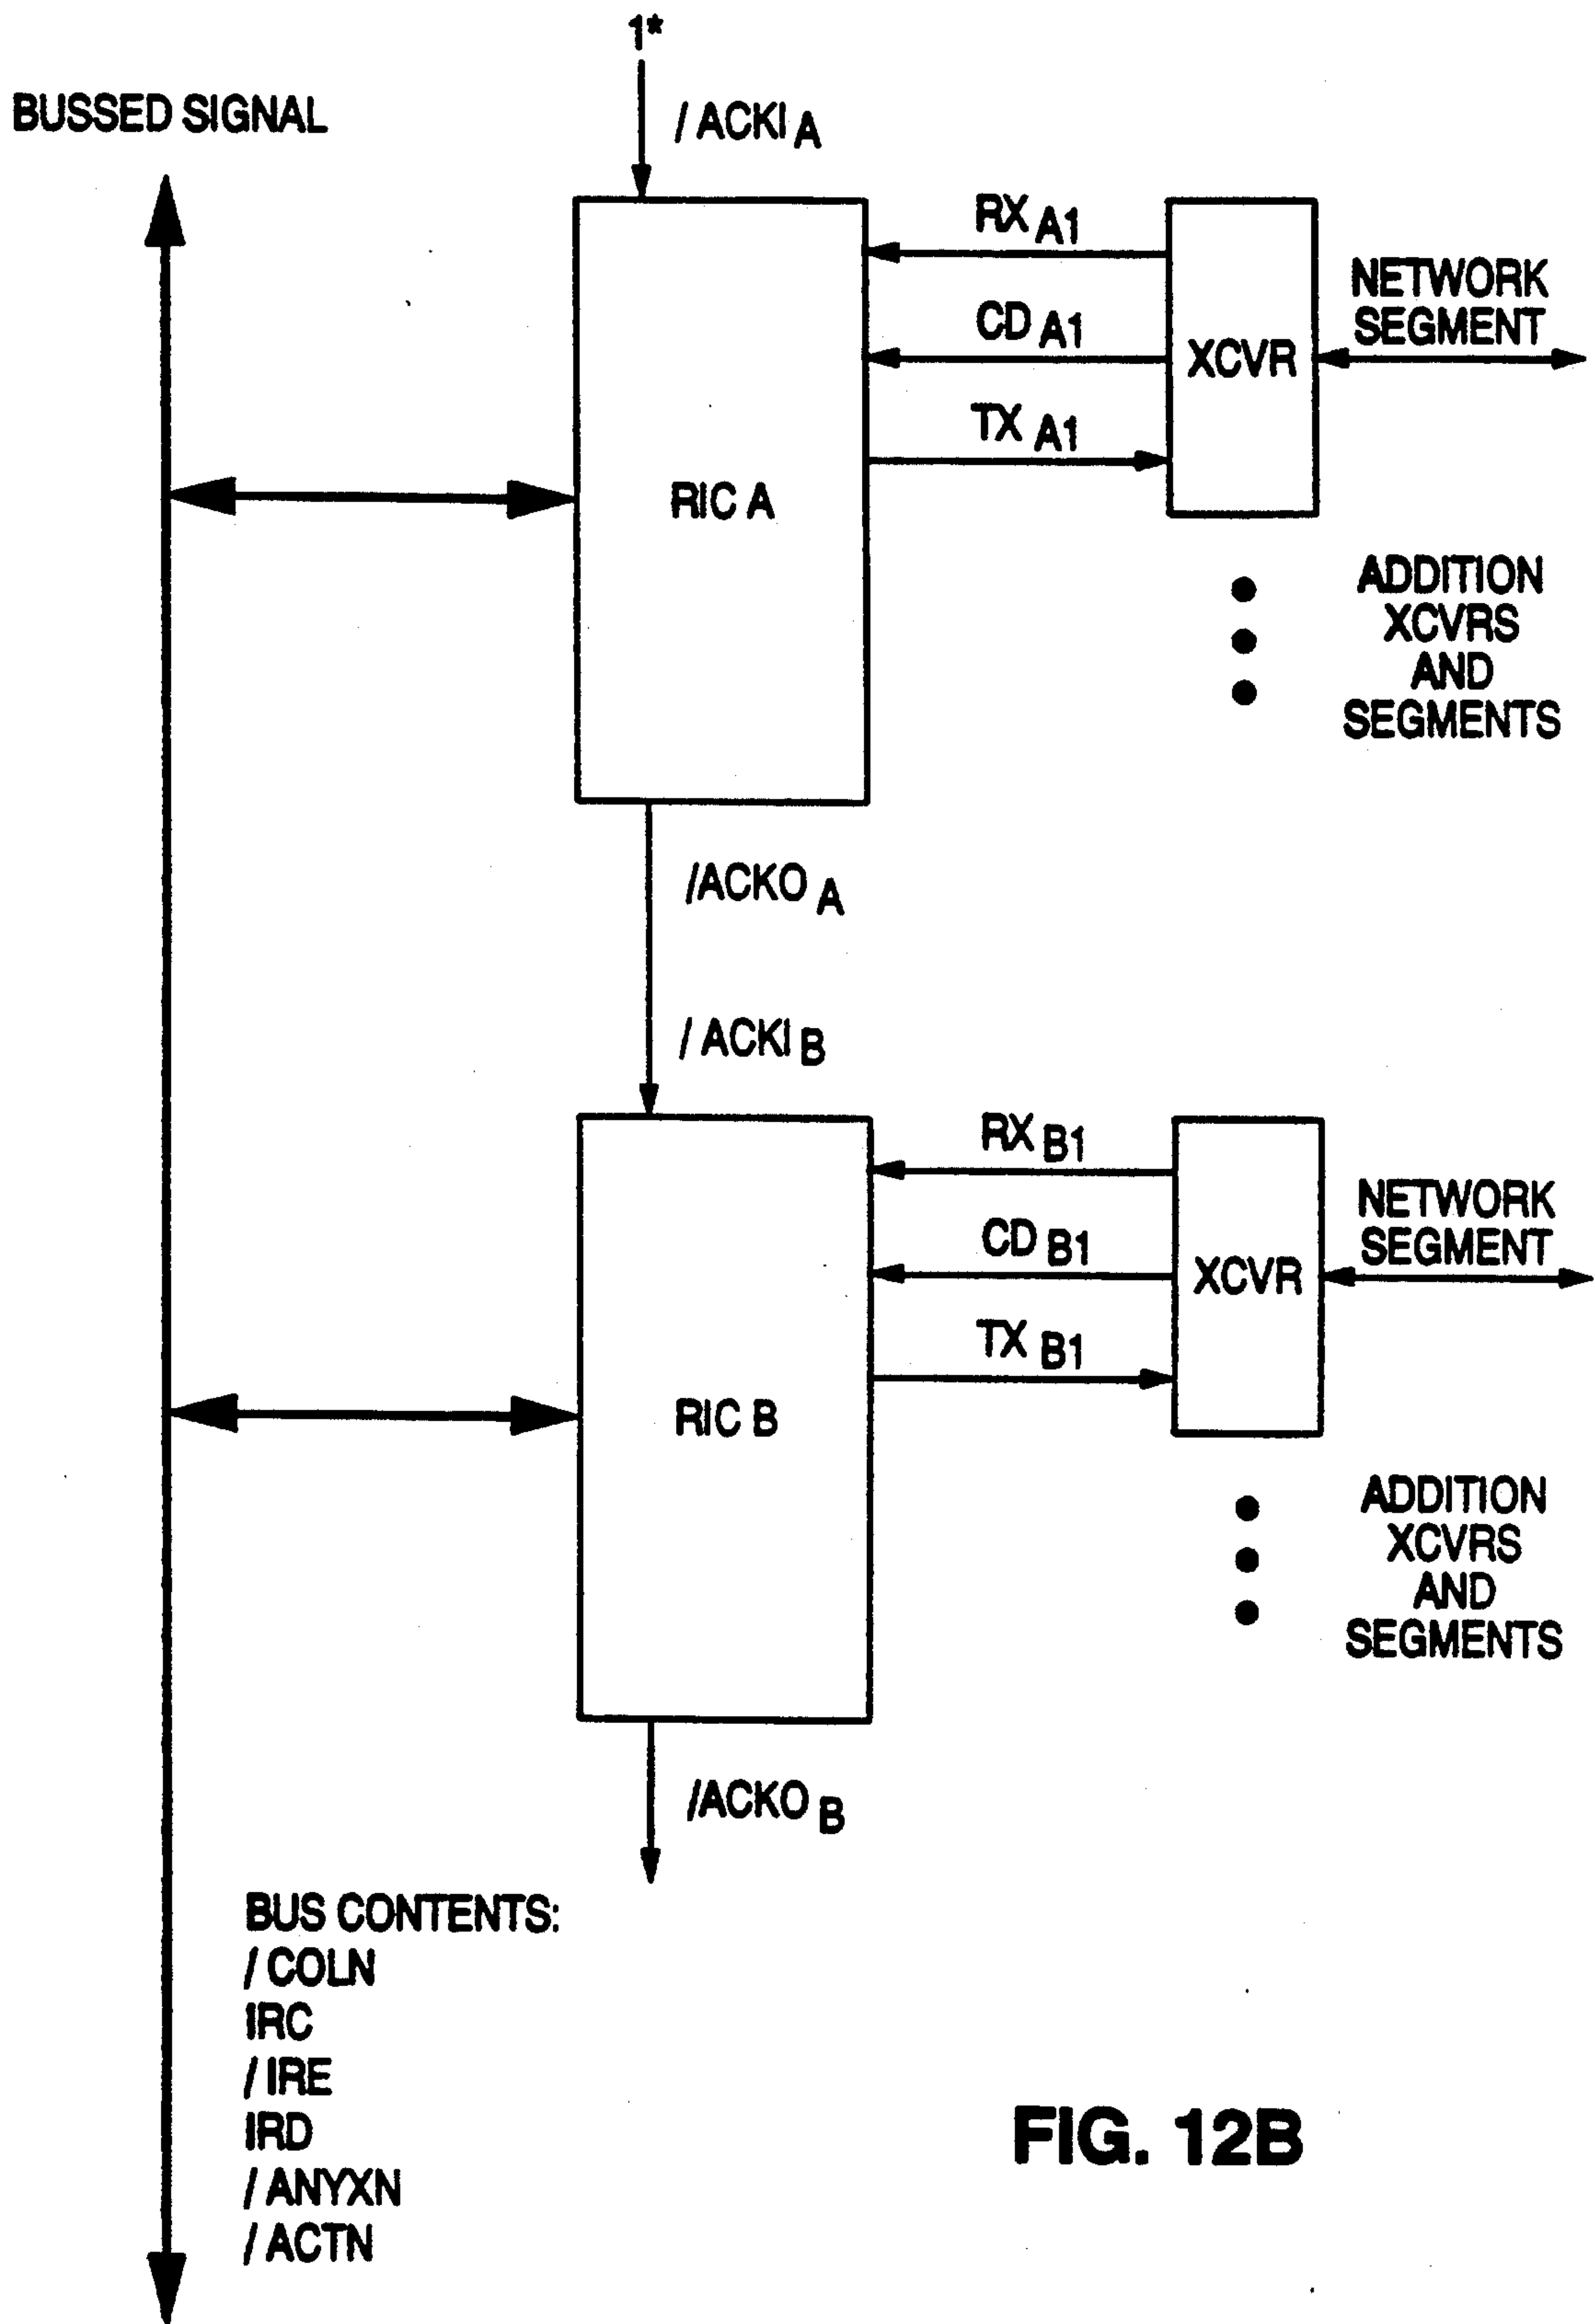 1*
BUSSED SIGNAL
/ ACKI A
RX A1
CD A1
TX A1
XCVR
NETWORK
SEGMENT
RIC A
ADDITION
XCVRS
AND
SEGMENTS
/ACKO A
/ ACKI B
RX B1
CD B1
TX B1
XCVR
NETWORK
SEGMENT
RIC B
ADDITION
XCVRS
AND
SEGMENTS
/ACKO B
BUS CONTENTS:
/ COLN
IRC
/ IRE
IRD
/ ANYXN
/ ACTN
FIG. 12B